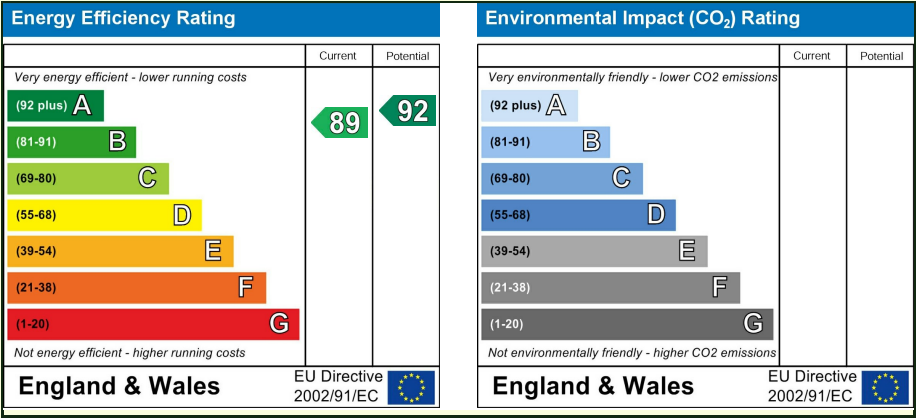 Energy Efficiency Rating
Current Potential
Very energy efficient - lower running costs
(92 plus) A
92
89
(81-91) B
(69-80) C
(55-68) D
(39-54) E
(21-38) F
(1-20) G
Not energy efficient - higher running costs
England & Wales
EU Directive
2002/91/EC
Environmental Impact (CO₂) Rating
Current Potential
Very environmentally friendly - lower CO2 emissions
(92 plus) A
(81-91) B
(69-80) C
(55-68) D
(39-54) E
(21-38) F
(1-20) G
Not environmentally friendly - higher CO2 emissions
England & Wales
EU Directive
2002/91/EC